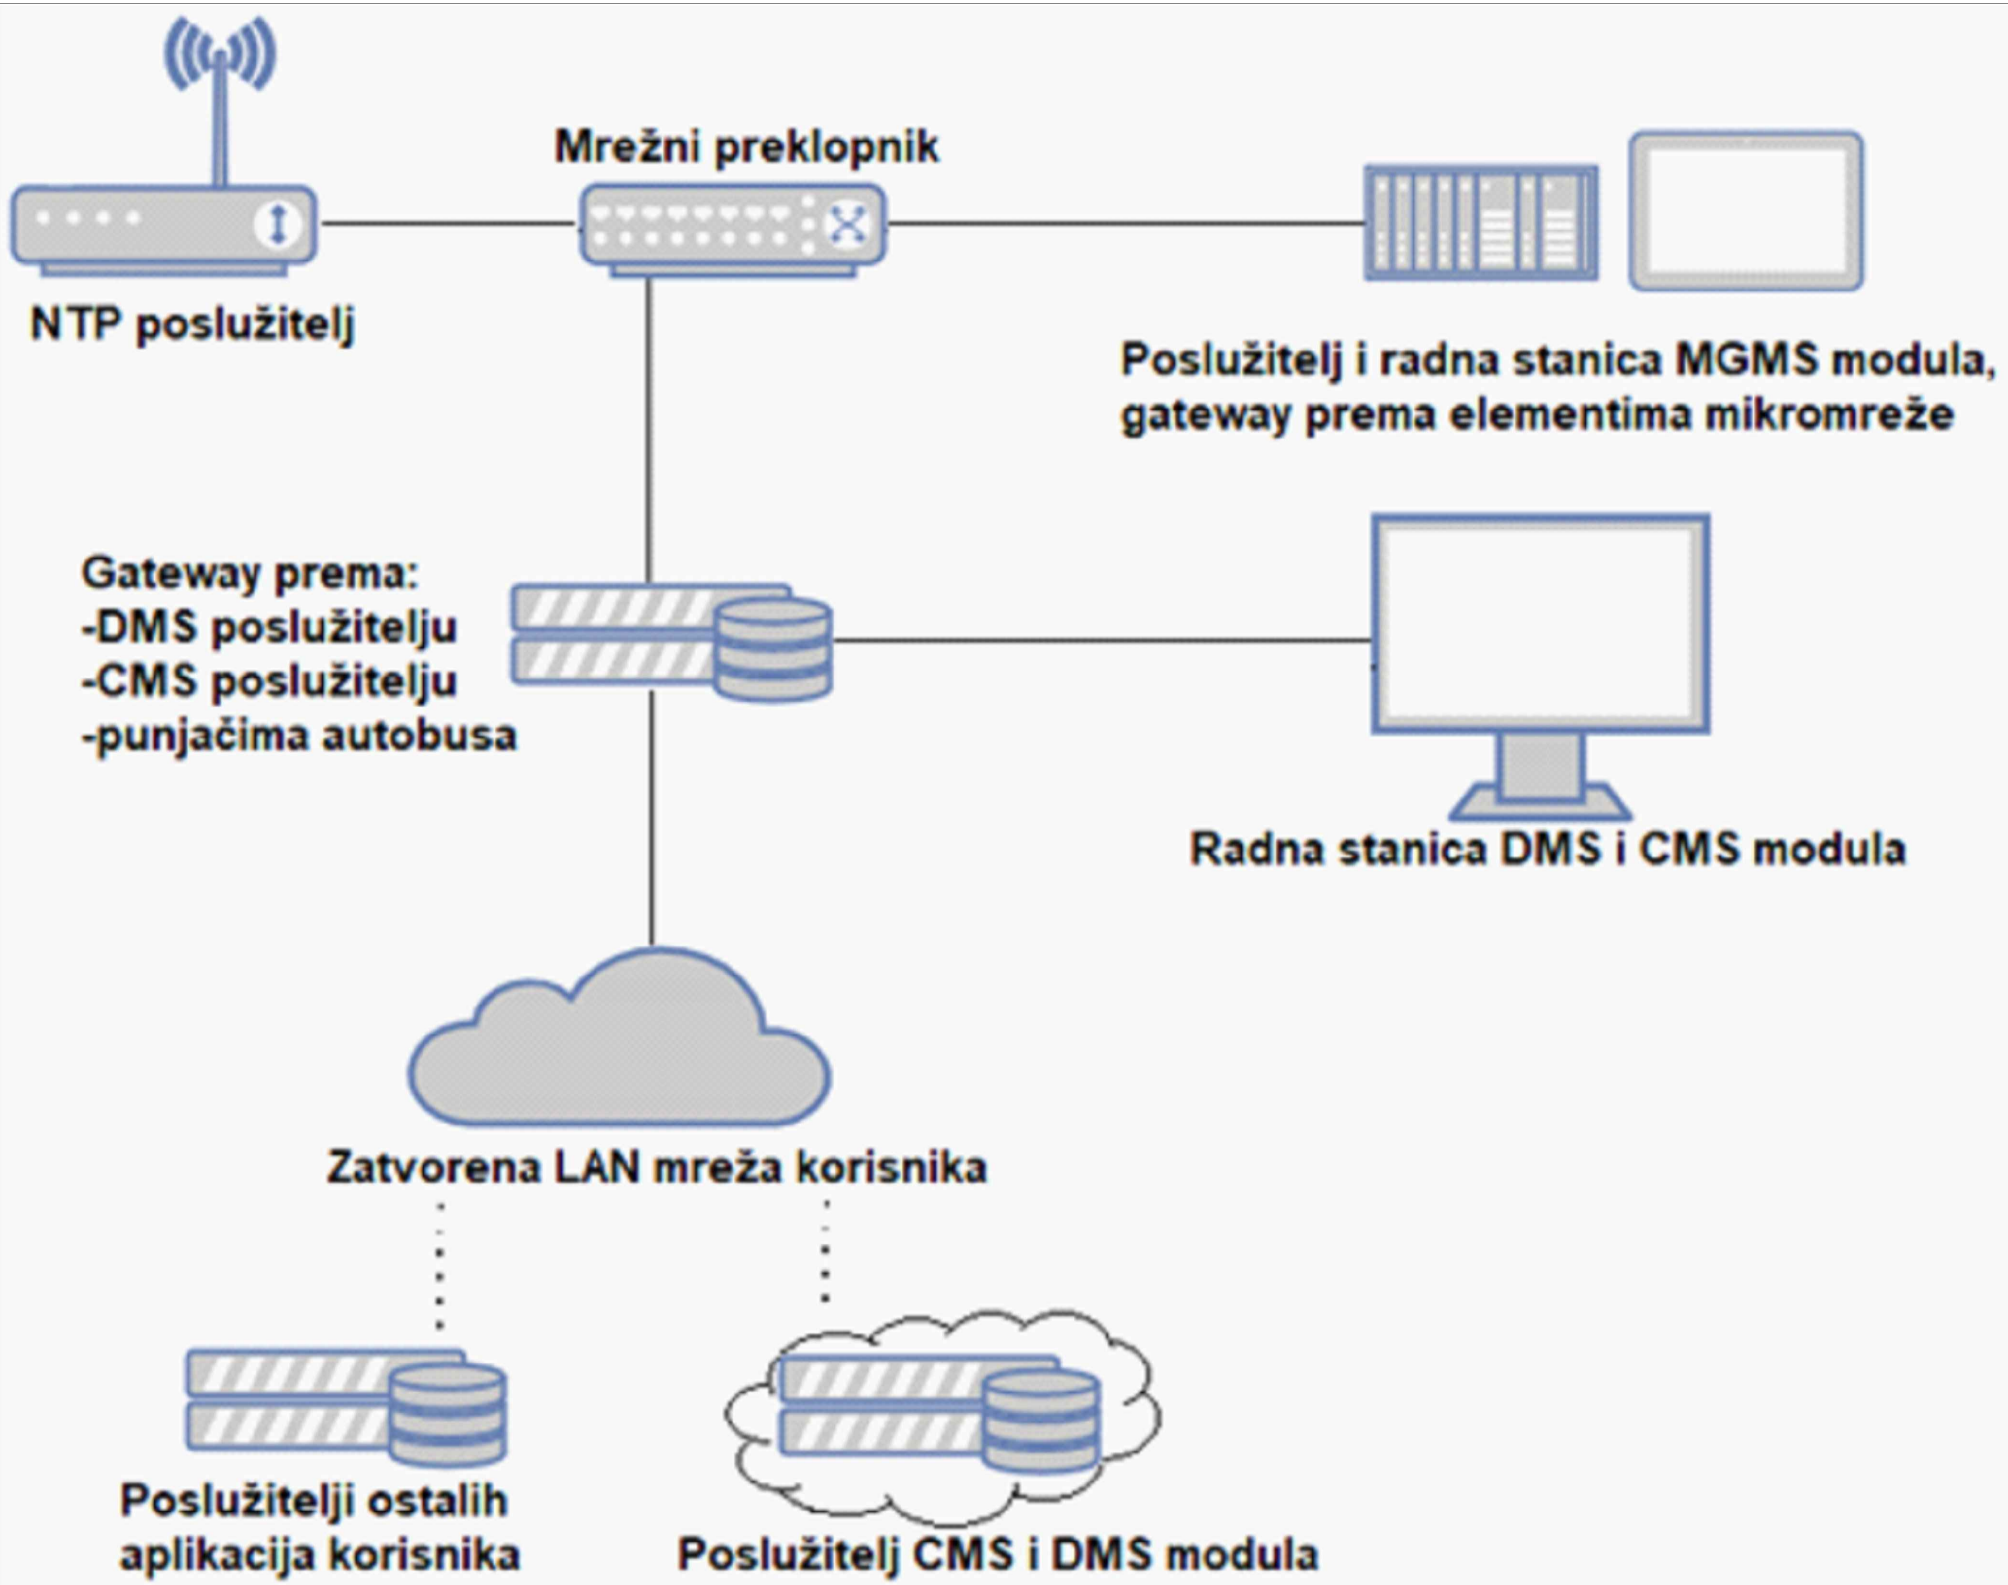 Mrežni preklopnik
NTP poslužitelj
Poslužitelj i radna stanica MGMS modula,
gateway prema elementima mikromreže
Gateway prema:
-DMS poslužitelju
-CMS poslužitelju
-punjačima autobusa
Radna stanica DMS i CMS modula
Zatvorena LAN mreža korisnika
Poslužitelji ostalih
aplikacija korisnika
Poslužitelj CMS i DMS modula